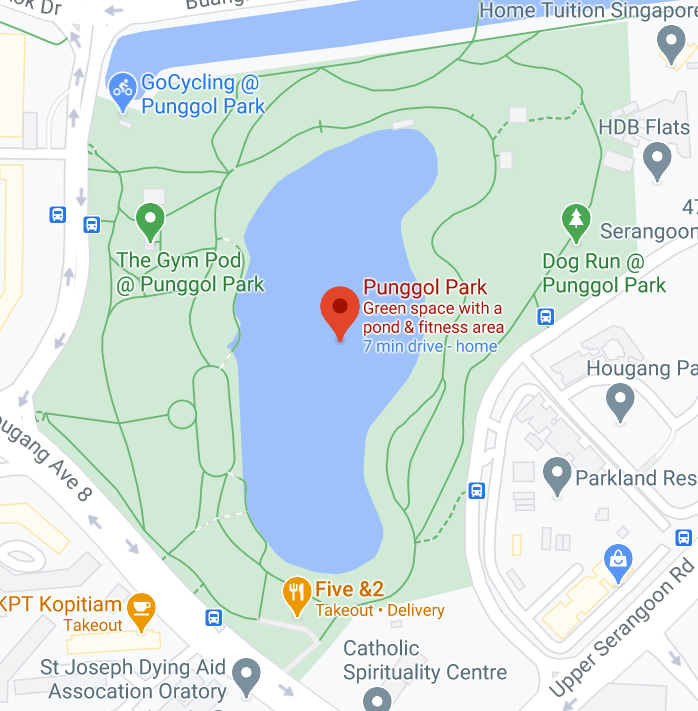 ok Dr
Buang
Home Tuition Singapore
GoCycling @
Punggol Park
HDB Flats
47
Serangoon
The Gym Pod
@ Punggol Park
Dog Run @
Punggol Park
Punggol Park
Green space with a
pond & fitness area
7 min drive - home
Hougang Pa
ougang Ave 8
Parkland Res
Five &2
Takeout • Delivery
KPT Kopitiam
Takeout
Upper Serangoon Rd
Catholic
Spirituality Centre
St Joseph Dying Aid
Assocation Oratory